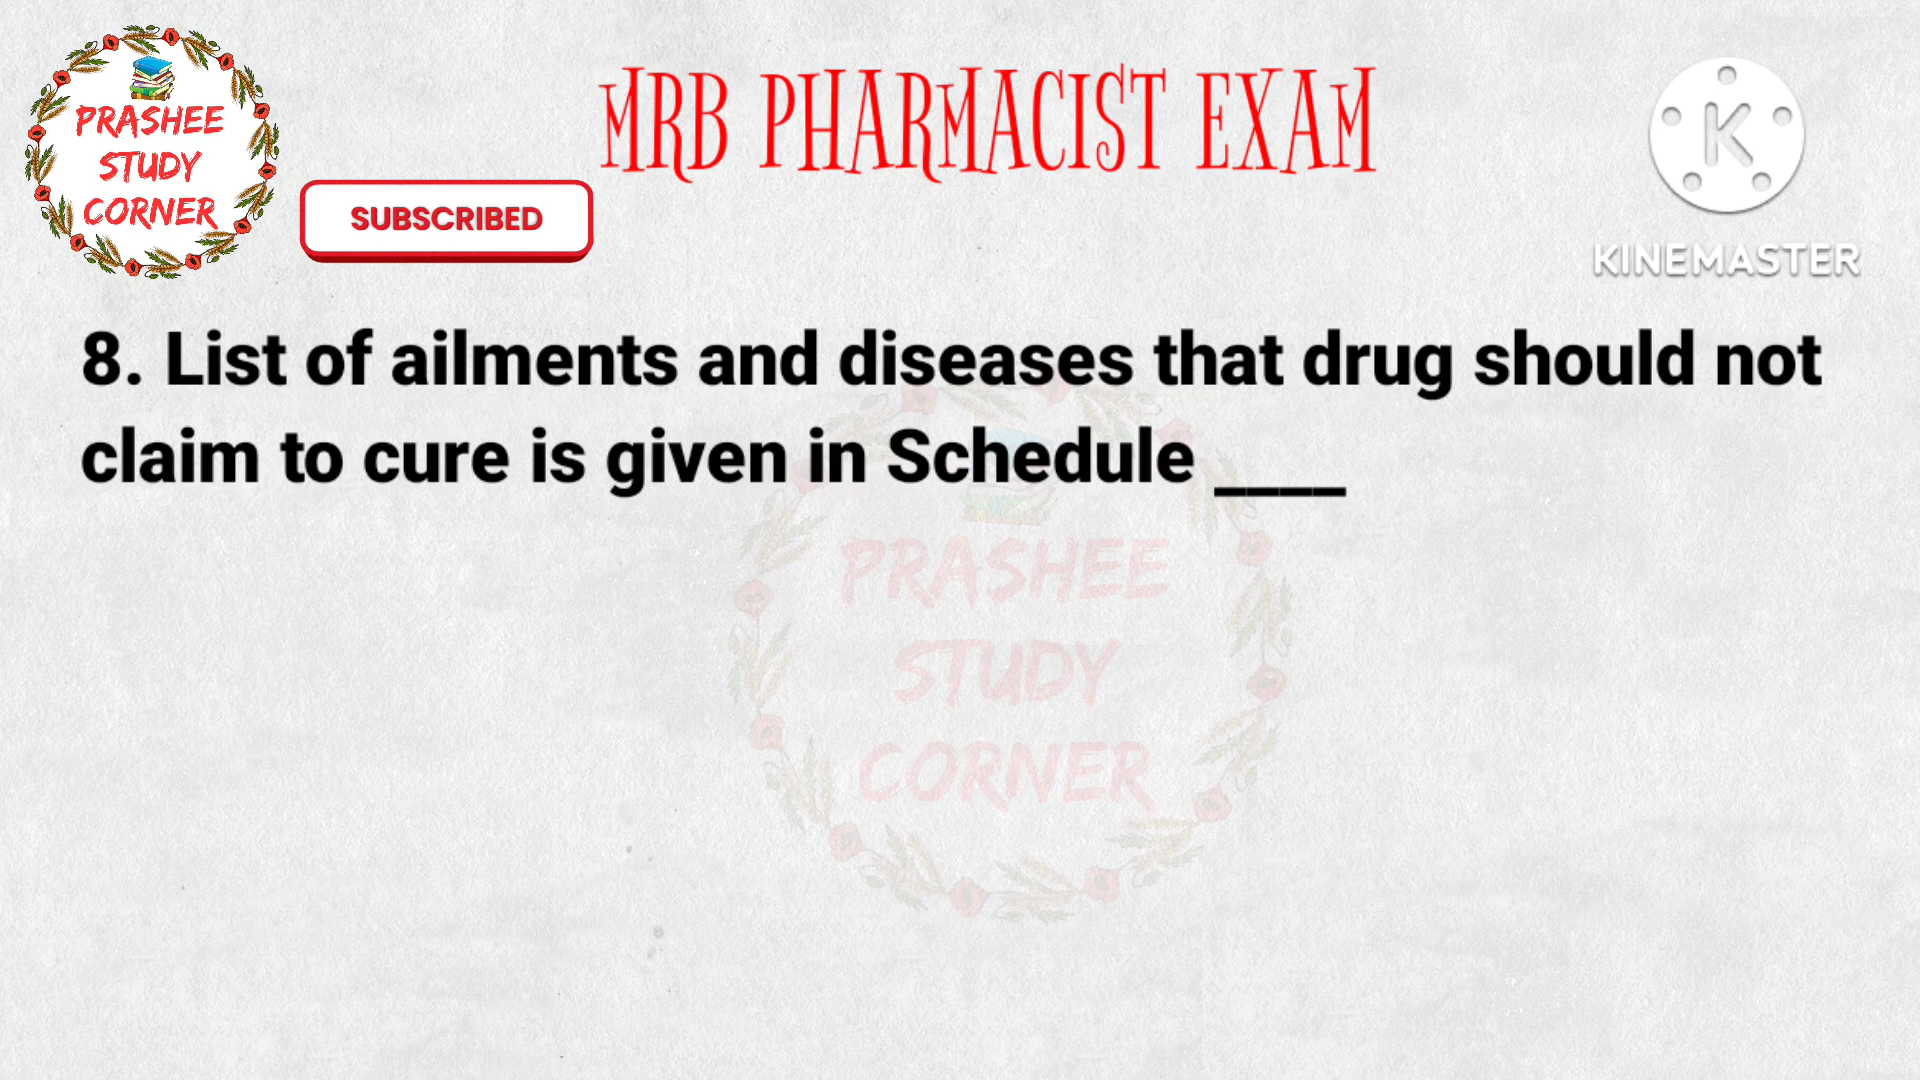 PRASHEE
STUDY
CORNER
SUBSCRIBED
MRB PHARMACIST EXAM
K
KINEMASTER
8. List of ailments and diseases that drug should not
claim to cure is given in Schedule ____
PRASHEE
STUDY
CORNER